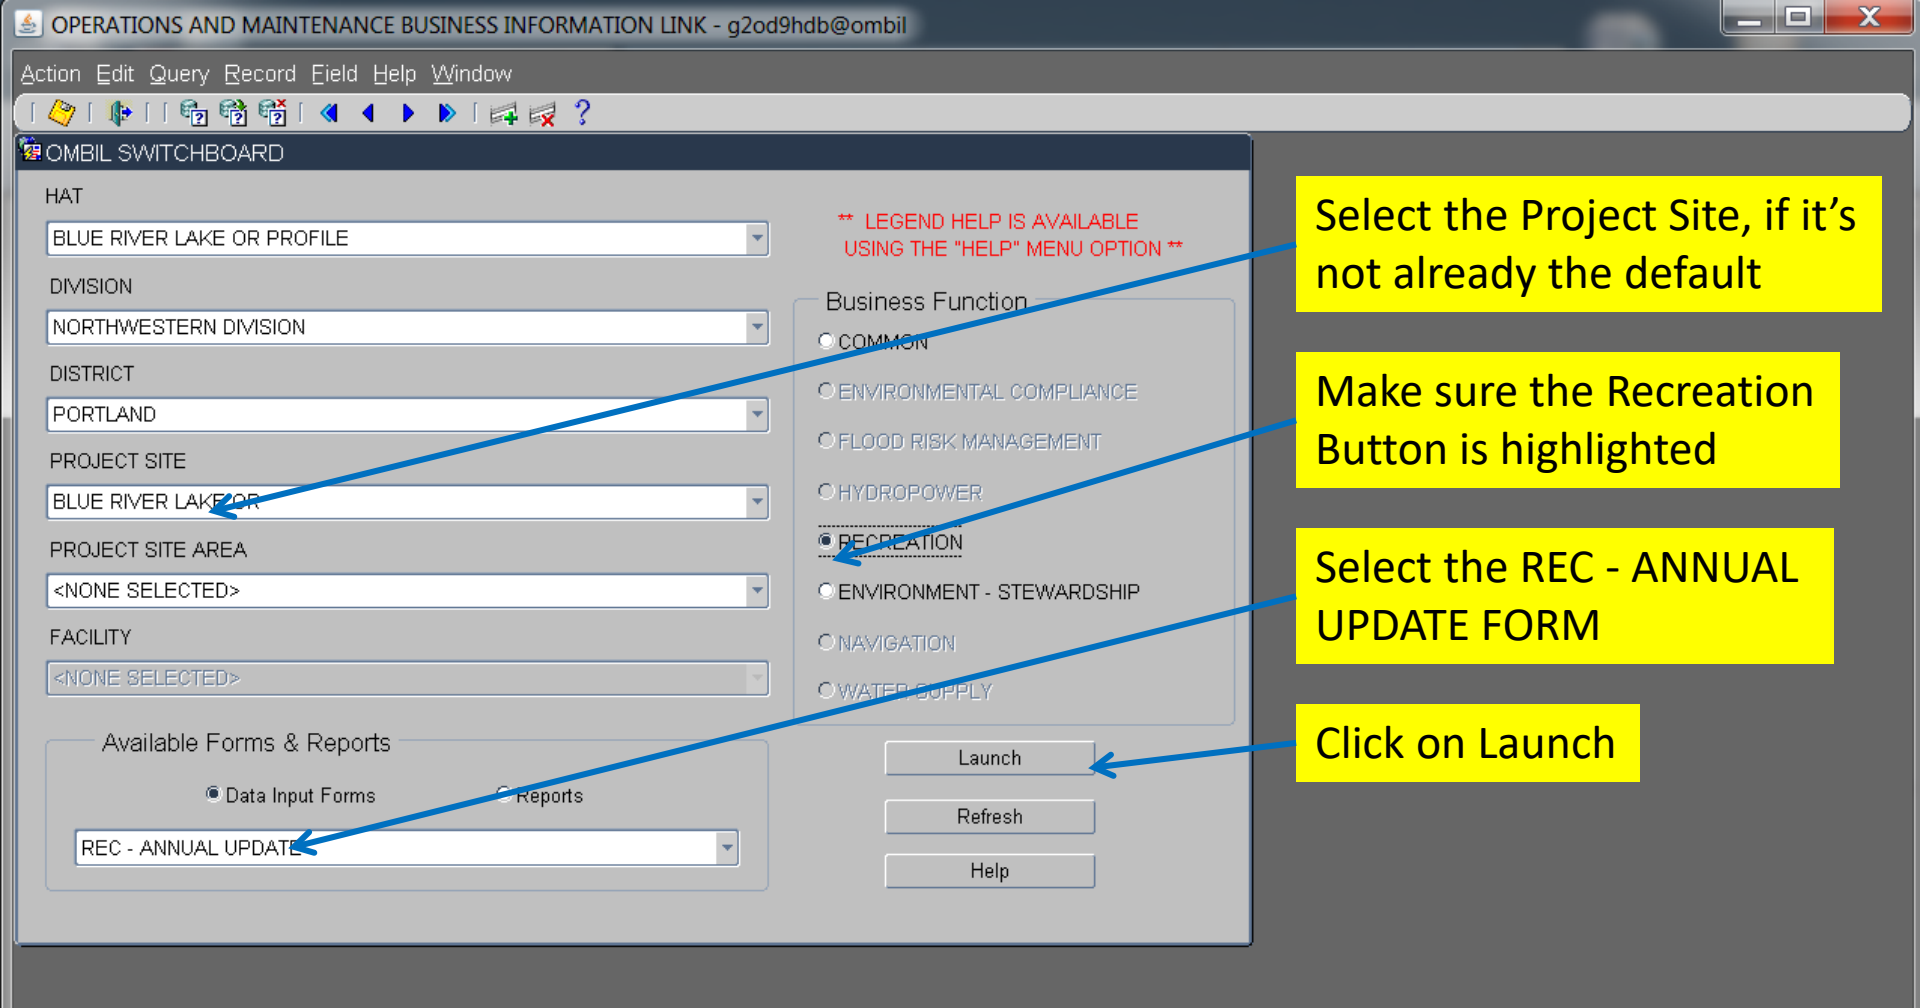 OPERATIONS AND MAINTENANCE BUSINESS INFORMATION LINK - g2od9hdb@ombil
X
Action Edit Query Record Field Help Window
OMBIL SWITCHBOARD
HAT
BLUE RIVER LAKE OR PROFILE
DIVISION
NORTHWESTERN DIVISION
DISTRICT
PORTLAND
PROJECT SITE
BLUE RIVER LAKE OR
PROJECT SITE AREA
<NONE SELECTED>
FACILITY
<NONE SELECTED>
Available Forms & Reports
Data Input Forms
Reports
REC - ANNUAL UPDATE
** LEGEND HELP IS AVAILABLE
USING THE "HELP" MENU OPTION **
Business Function
COMMON
ENVIRONMENTAL COMPLIANCE
FLOOD RISK MANAGEMENT
HYDROPOWER
RECREATION
ENVIRONMENT - STEWARDSHIP
NAVIGATION
WATER SUPPLY
Launch
Refresh
Help
Select the Project Site, if it’s
not already the default
Make sure the Recreation
Button is highlighted
Select the REC - ANNUAL
UPDATE FORM
Click on Launch